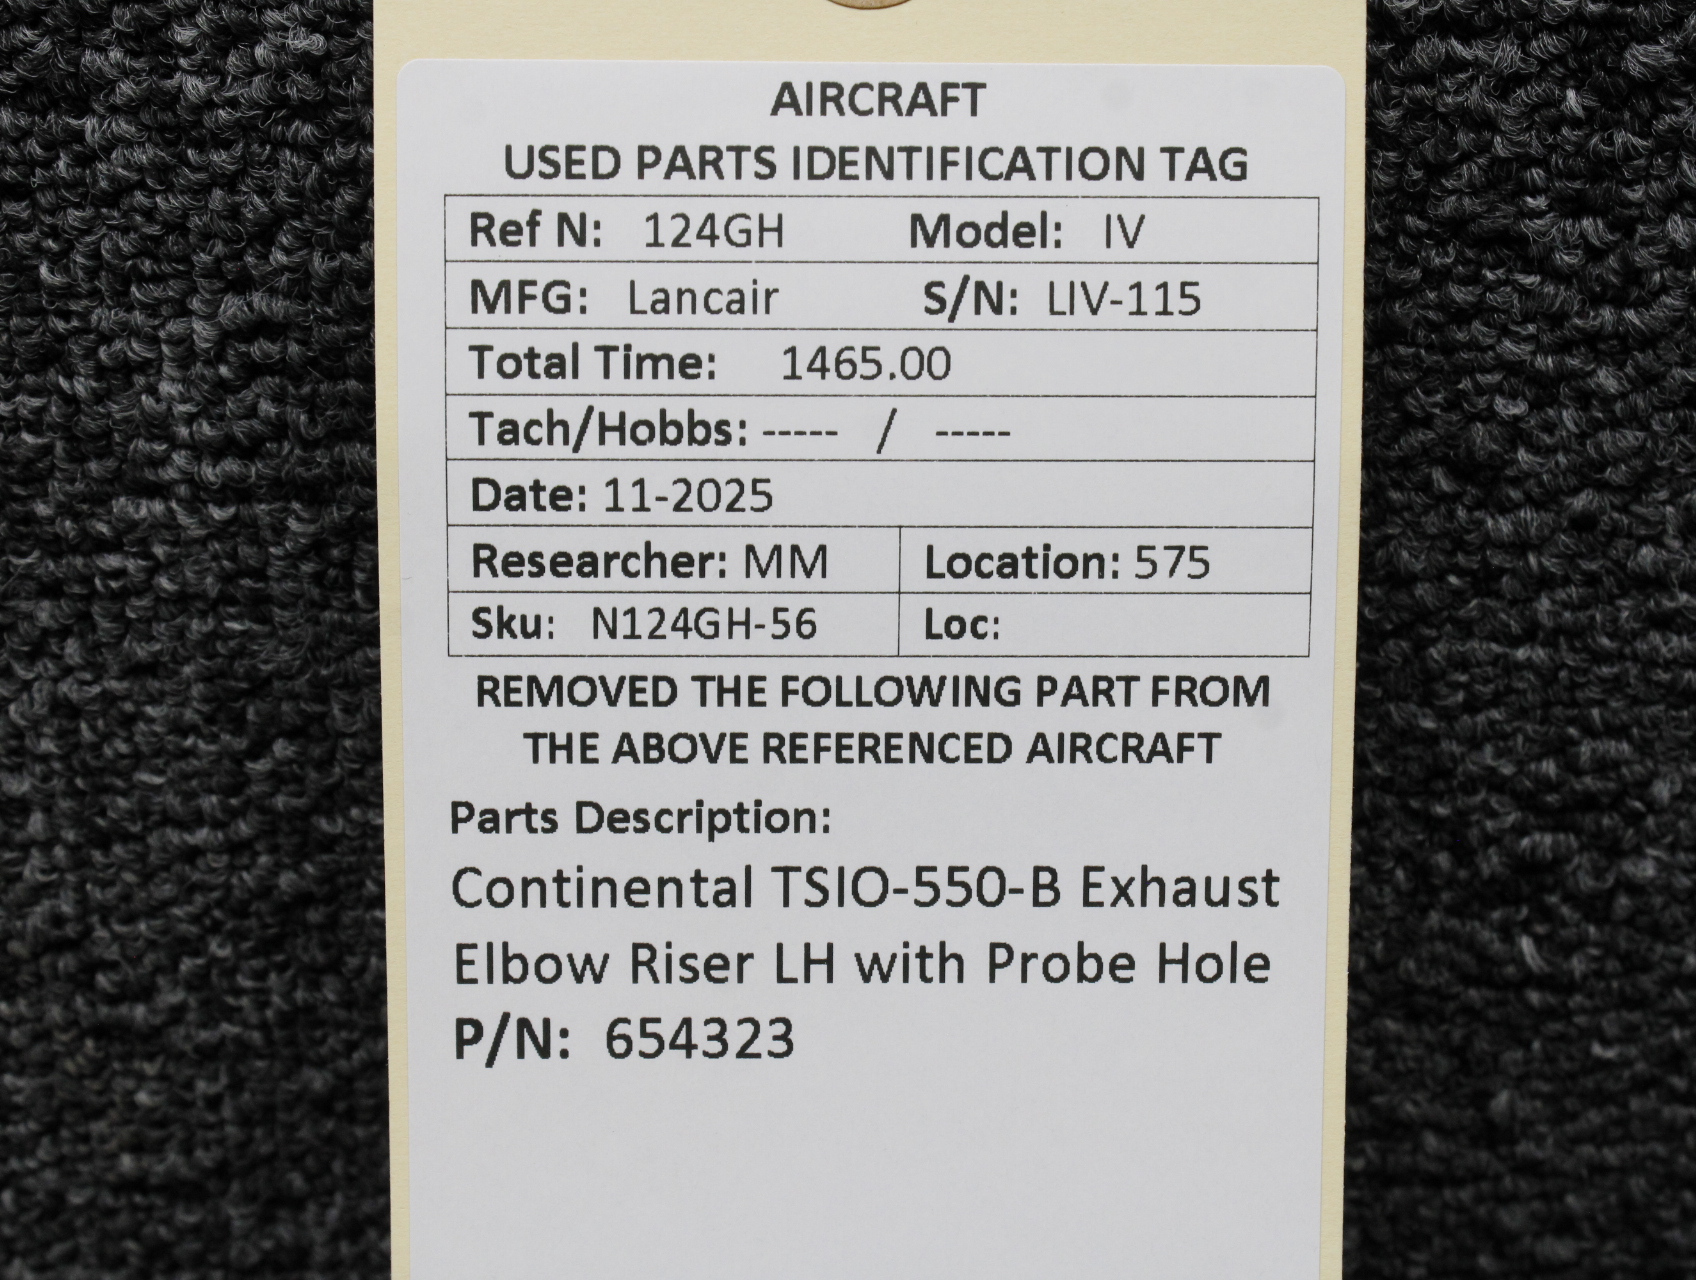 AIRCRAFT
USED PARTS IDENTIFICATION TAG
Ref N: 124GH Model: IV
MFG: Lancair S/N: LIV-115
Total Time: 1465.00
Tach/Hobbs: ----- / -----
Date: 11-2025
Researcher: MM Location: 575
Sku: N124GH-56 Loc:
REMOVED THE FOLLOWING PART FROM
THE ABOVE REFERENCED AIRCRAFT
Parts Description:
Continental TSIO-550-B Exhaust
Elbow Riser LH with Probe Hole
P/N: 654323